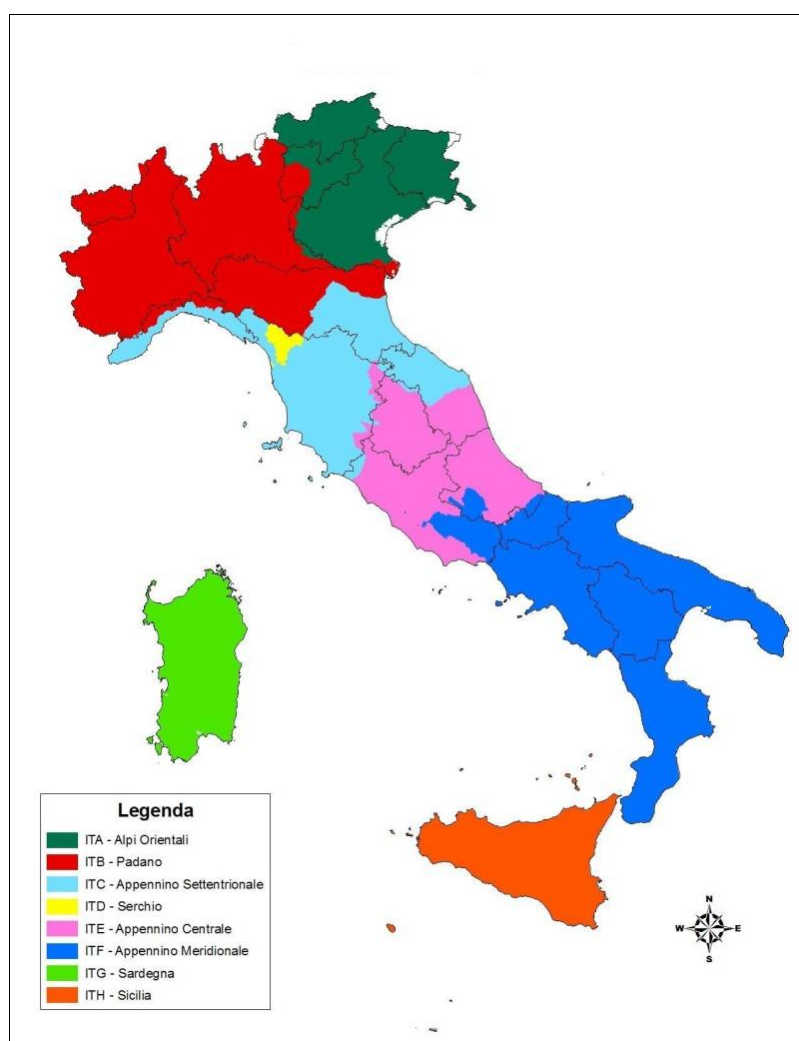 Legenda
ITA - Alpi Orientali
ITB - Padano
ITC - Appennino Settentrionale
ITD - Serchio
ITE - Appennino Centrale
ITF - Appennino Meridionale
ITG - Sardegna
ITH - Sicilia
N
W E
S